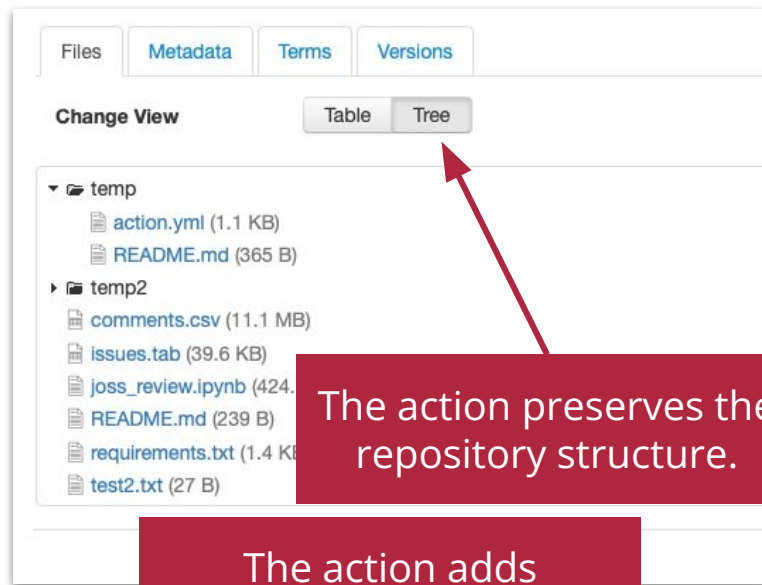 Files Metadata Terms Versions
Change View Table Tree
temp
action.yml (1.1 KB)
README.md (365 B)
temp2
comments.csv (11.1 MB)
issues.tab (39.6 KB)
joss_review.ipynb (424.
README.md (239 B)
requirements.txt (1.4 KB
test2.txt (27 B)
The action preserves the
repository structure.
The action adds